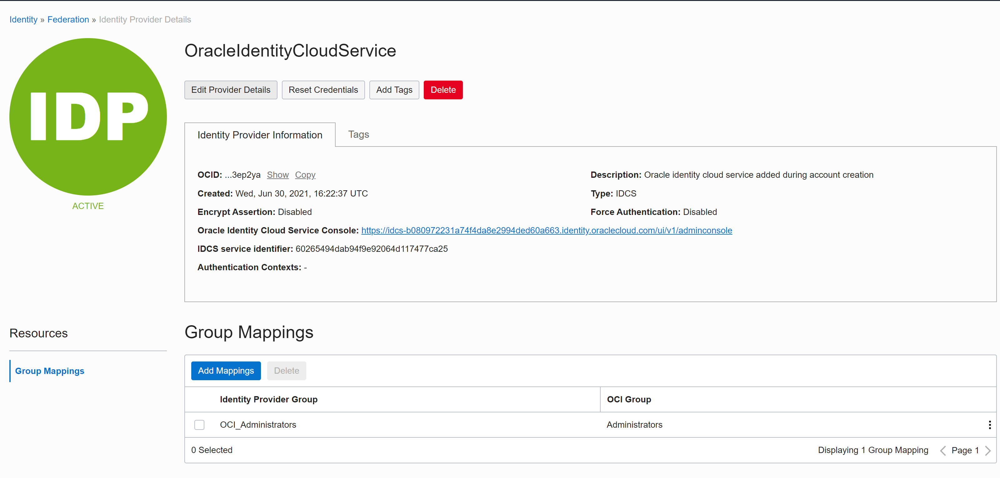 Identity » Federation » Identity Provider Details
IDP
ACTIVE
OracleIdentityCloudService
Edit Provider Details Reset Credentials Add Tags Delete
Identity Provider Information Tags
OCID: ...3ep2ya Show Copy
Description: Oracle identity cloud service added during account creation
Created: Wed, Jun 30, 2021, 16:22:37 UTC
Type: IDCS
Encrypt Assertion: Disabled
Force Authentication: Disabled
Oracle Identity Cloud Service Console: https://idcs-b080972231a74f4da8e2994ded60a663.identity.oraclecloud.com/ui/v1/adminconsole
IDCS service identifier: 60265494dab94f9e92064d117477ca25
Authentication Contexts: -
Resources
Group Mappings
Group Mappings
Add Mappings Delete
Identity Provider Group OCI Group
OCI_Administrators Administrators
0 Selected Displaying 1 Group Mapping Page 1